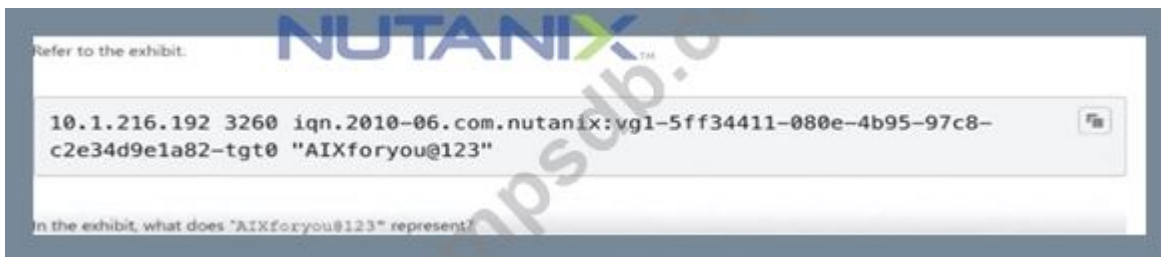 NUTANIX™
Refer to the exhibit.
10.1.216.192 3260 iqn.2010-06.com.nutanix:vg1-5ff34411-080e-4b95-97c8-
c2e34d9e1a82-tgt0 "AIXforyou@123"
In the exhibit, what does "AIXforyou@123" represent?